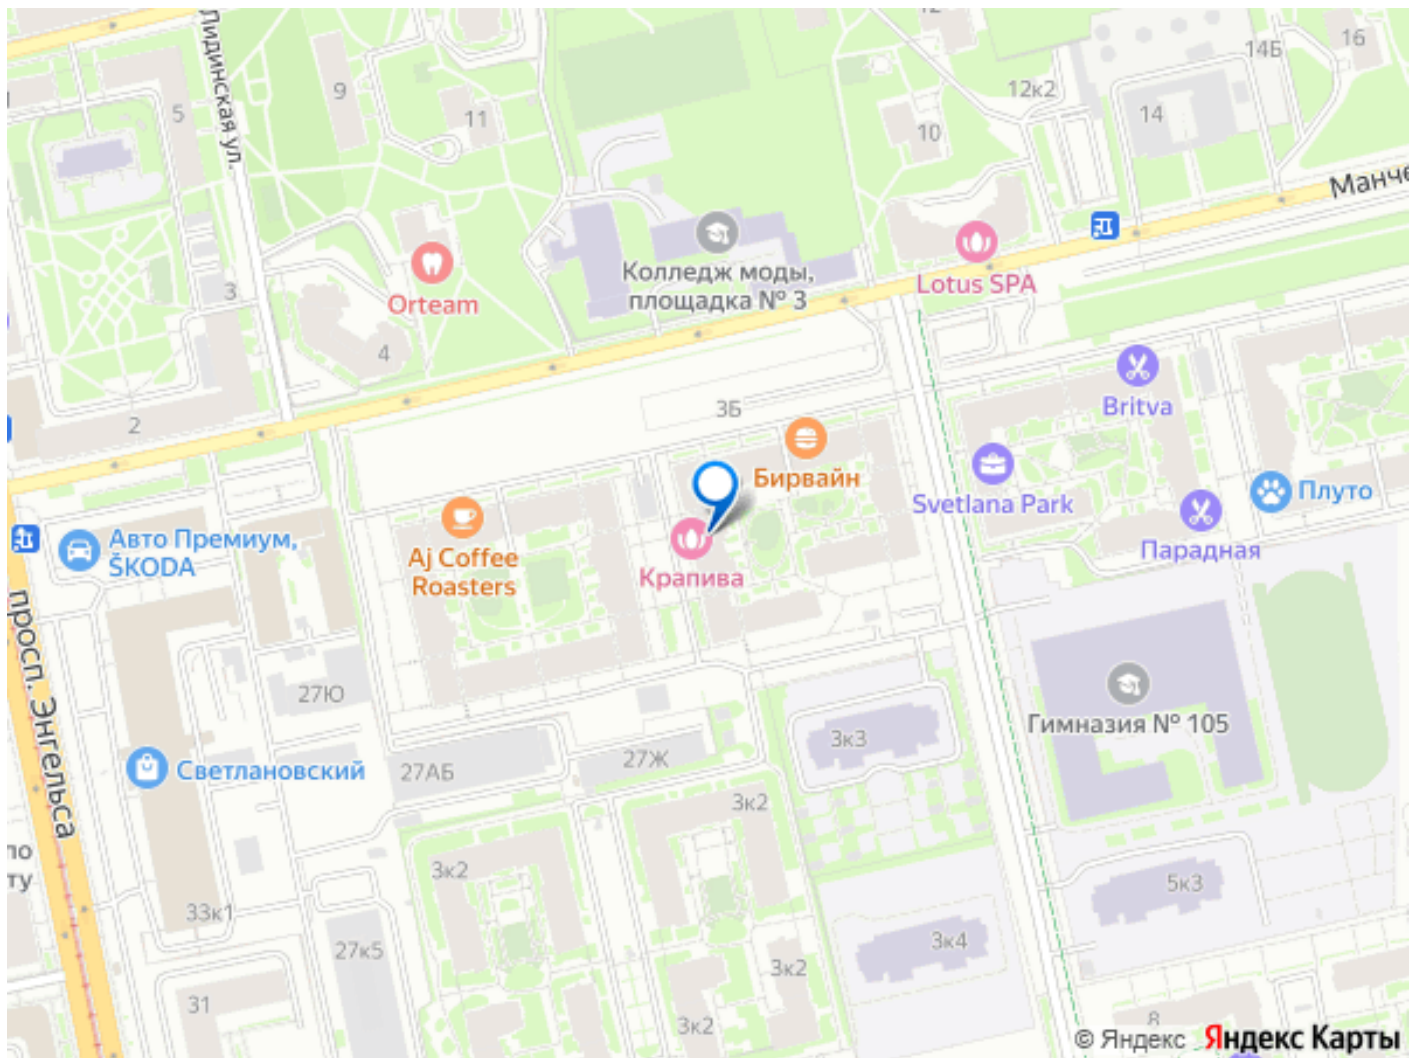 12
16
14Б
Лидинская ул.
9
12к2
5
11
14
10
Манче
Колледж моды,
площадка № 3
Lotus SPA
3
Orteam
4
Britva
3Б
2
Бирвайн
Svetlana Park
Плуто
Авто Премиум,
ŠKODA
Aj Coffee
Roasters
Крапива
Парадная
просп. Энгельса
27Ю
Гимназия № 105
3к3
27Ж
Светлановский
27АБ
3к2
по
ту
3к2
5к3
33к1
27к5
3к4
3к2
31
3к2
8
© Яндекс Яндекс Карты